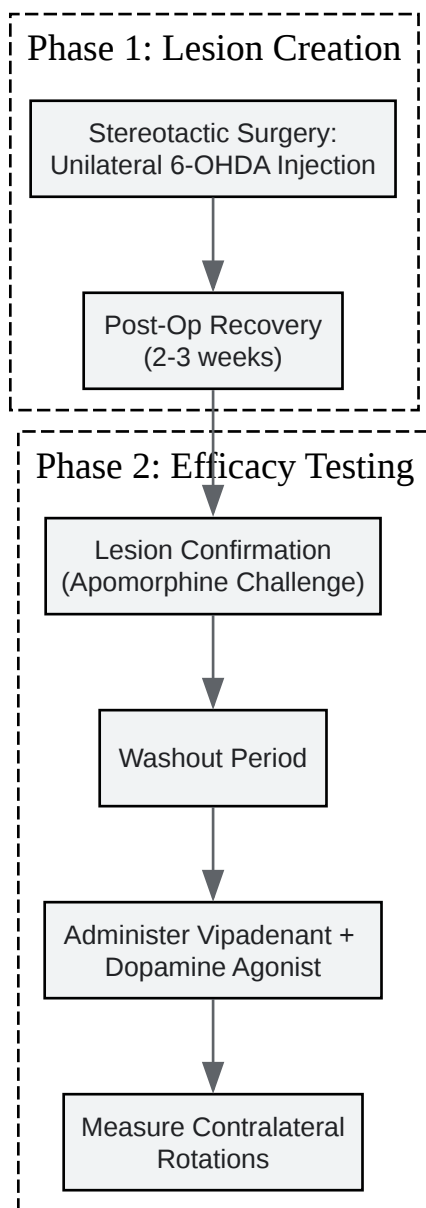 Phase 1: Lesion Creation
Stereotactic Surgery:
Unilateral 6-OHDA Injection
Post-Op Recovery
(2-3 weeks)
Phase 2: Efficacy Testing
Lesion Confirmation
(Apomorphine Challenge)
Washout Period
Administer Vipadenant +
Dopamine Agonist
Measure Contralateral
Rotations